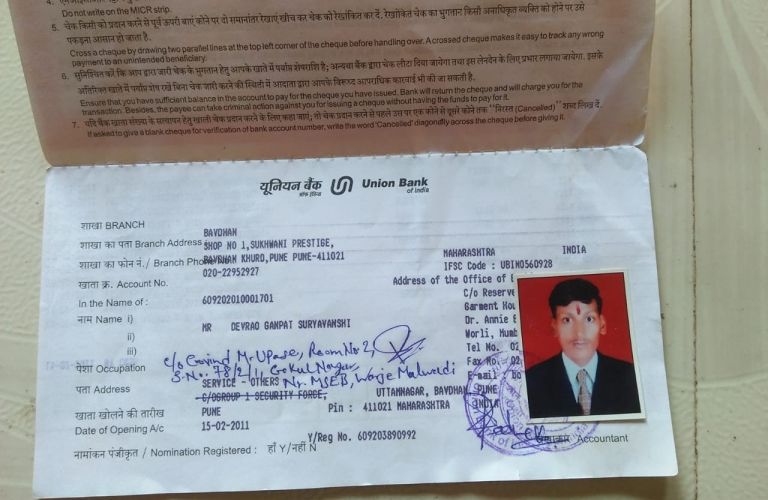 Do not write on the MICR strip.
5. चेक किसी को प्रदान करने से पूर्व ऊपरी बाएं कोने पर दो समानांतर रेखाएं खींच कर चेक को रेखांकित कर दें. रेखांकित चेक का भुगतान किसी अनाधिकृत व्यक्ति को होने पर उसे
पकड़ना आसान हो जाता है.
Cross a cheque by drawing two parallel lines at the top left corner of the cheque before handling over. A crossed cheque makes it easy to track any wrong
payment to an unintended beneficiary.
6. सुनिश्चित करें कि आप द्वारा जारी चेक के भुगतान हेतु आपके खाते में पर्याप्त शेषराशि है; अन्यथा बैंक द्वारा चेक लौटा दिया जायेगा तथा इस लेनदेन के लिए प्रभार लगाया जायेगा. इसके
अतिरिक्त खाते में पर्याप्त शेष रखें बिना चेक जारी करने की स्थिति में आदाता द्वारा आपके विरूद्ध आपराधिक कारवाई भी की जा सकती है.
Ensure that you have sufficient balance in the account to pay for the cheque you have issued. Bank will return the cheque and will charge you for the
transaction. Besides, the payee can take criminal action against you for issuing a cheque without having the funds to pay for it.
7. यदि बैंक खाता संख्या के सत्यापन हेतु खाली चेक प्रदान करने के लिए कहा जाए; तो चेक प्रदान करने से पहले उस पर एक कोने से दूसरे कोने तक "निरस्त (Cancelled)" शब्द लिख दें.
If asked to give a blank cheque for verification of bank account number, write the word 'Cancelled' diagonally across the cheque before giving it.
यूनियन बैंक Union Bank
ऑफ इंडिया of India
शाखा BRANCH BAVDHAN
शाखा का पता Branch Address SHOP NO 1,SUKHWANI PRESTIGE, MAHARASHTRA INDIA
शाखा का फोन नं. / Branch Phone No. BAVDHAN KHURD,PUNE PUNE-411021 IFSC Code : UBIN0560928
020-22952927 Address of the Office of
खाता क्र. Account No. C/o Reserve
In the Name of : 609202010001701 Garment Hou
नाम Name i) MR DEVRAO GANPAT SURYAVANSHI Dr. Annie
ii) Worli, Mumb
iii) Tel No. 02
C/o Govind M. Upase, Room No 2, Fax No. 02
पेशा Occupation S.No. 78/2/1, Gokul Nagar, E-mail : bo
SERVICE - OTHERS Nr. MSEB, Warje Malwadi
पता Address C/OGROUP 1 SECURITY FORCE, UTTAMNAGAR, BAVDHAN, PUNE
खाता खोलने की तारीख PUNE Pin : 411021 MAHARASHTRA INDIA
Date of Opening A/c 15-02-2011
Y/Reg No. 609203890992 Accountant
नामांकन पंजीकृत / Nomination Registered : हाँ Y/नहीं N